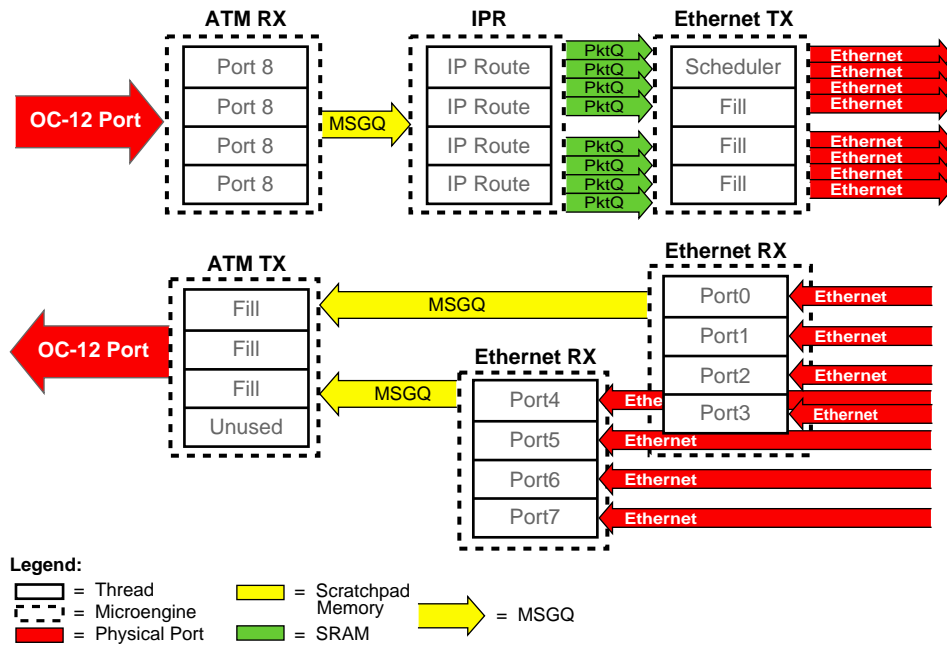 ATM RX
IPR
Ethernet TX
OC-12 Port
Port 8
Port 8
Port 8
Port 8
MSGQ
IP Route
IP Route
IP Route
IP Route
PktQ
PktQ
PktQ
PktQ
PktQ
PktQ
PktQ
PktQ
Scheduler
Fill
Fill
Fill
Ethernet
Ethernet
Ethernet
Ethernet
Ethernet
Ethernet
Ethernet
Ethernet
ATM TX
Ethernet RX
OC-12 Port
Fill
Fill
Fill
Unused
MSGQ
MSGQ
Port0
Port1
Port2
Port3
Ethernet
Ethernet
Ethernet
Ethernet
Ethernet RX
Port4
Port5
Port6
Port7
Ethe
Ethernet
Ethernet
Ethernet
Legend:
= Thread
= Microengine
= Physical Port
= Scratchpad
Memory
= SRAM
= MSGQ